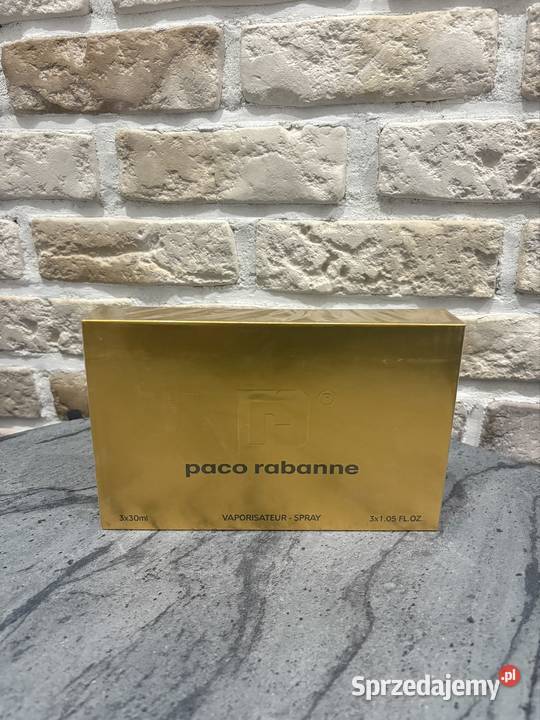 ®
paco rabanne
3x30ml VAPORISATEUR - SPRAY 3x1.05 FL.OZ.
Sprzedajemy.pl